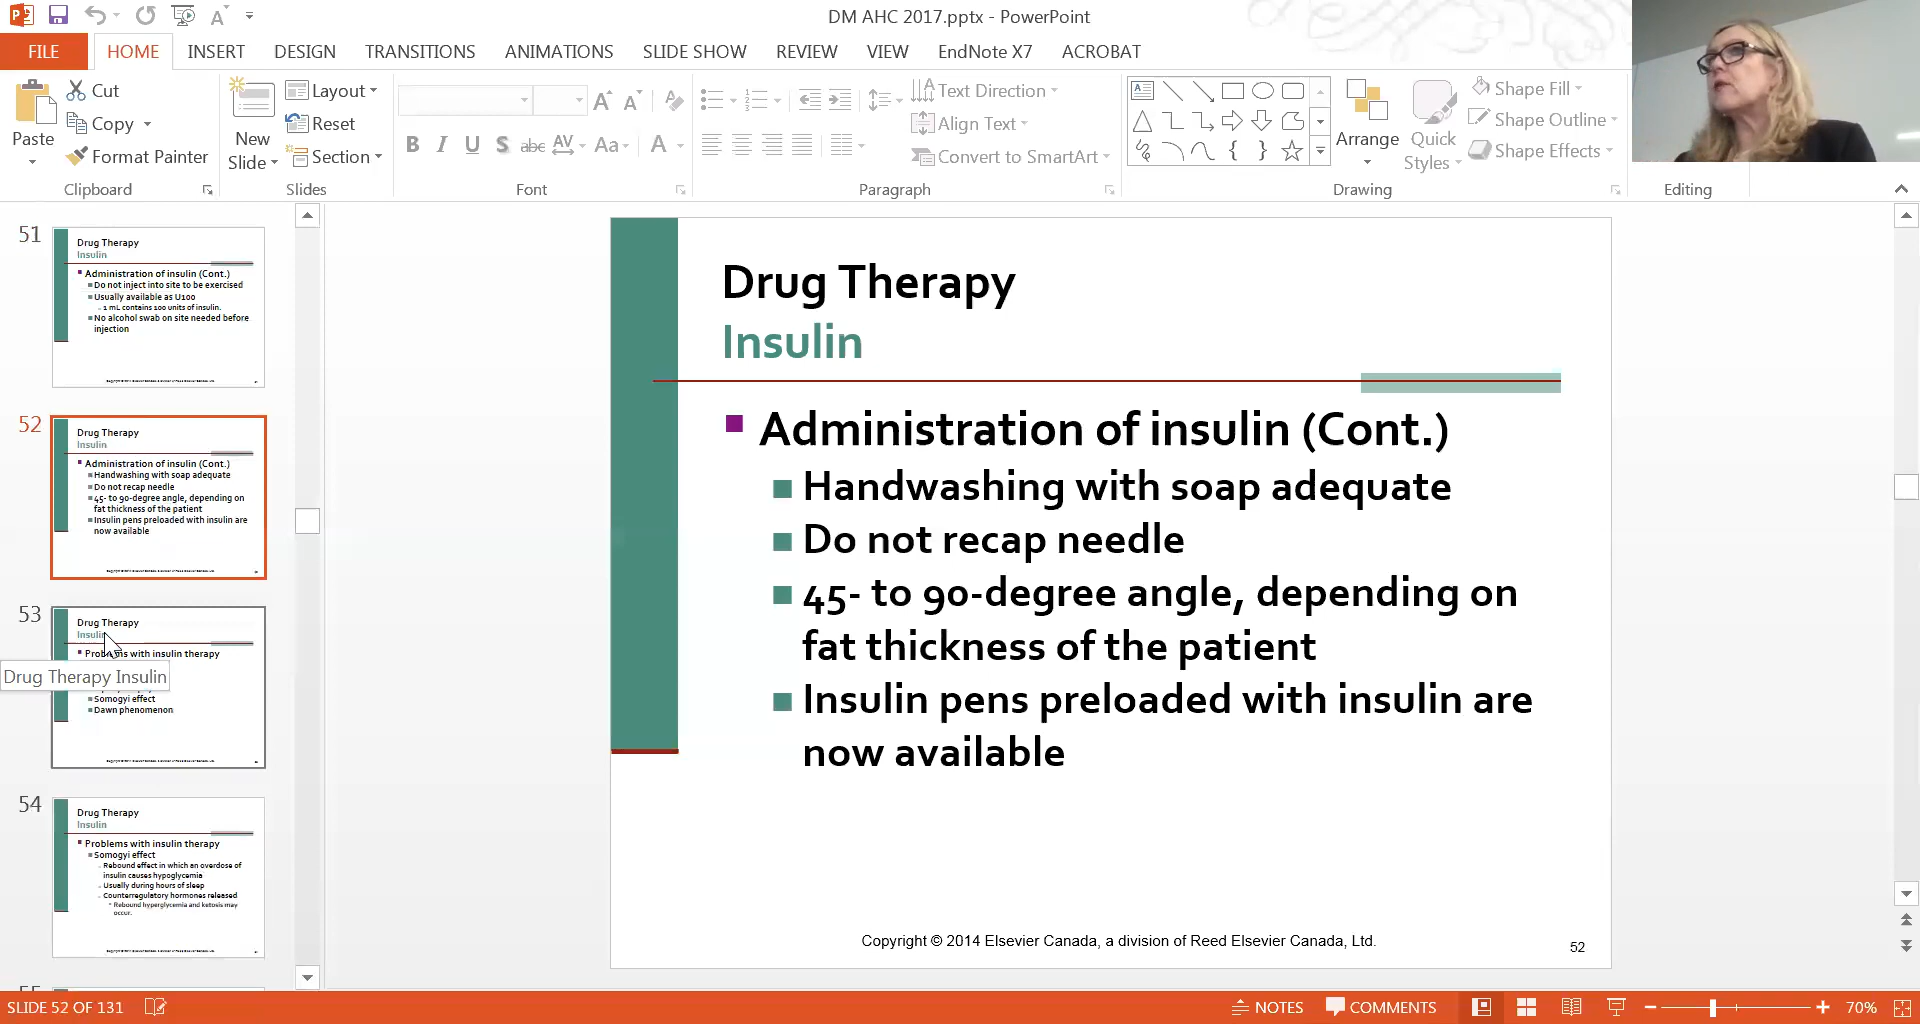 DM AHC 2017.pptx - PowerPoint
FILE
HOME
INSERT
DESIGN
TRANSITIONS
ANIMATIONS
SLIDE SHOW
REVIEW
VIEW
EndNote X7
ACROBAT
Paste
Cut
Copy
Format Painter
Clipboard
New
Slide
Layout
Reset
Section
Slides
B I U S abc AV Aa A
Font
Text Direction
Align Text
Convert to SmartArt
Paragraph
Arrange
Quick
Styles
Shape Fill
Shape Outline
Shape Effects
Drawing
Editing
51
Drug Therapy
Insulin
Administration of insulin (Cont.)
Do not inject into site to be exercised
Usually available as U100
1 mL contains 100 units of insulin.
No alcohol swab on site needed before
injection
52
Drug Therapy
Insulin
Administration of insulin (Cont.)
Handwashing with soap adequate
Do not recap needle
45- to 90-degree angle, depending on
fat thickness of the patient
Insulin pens preloaded with insulin are
now available
53
Drug Therapy
Insulin
Problems with insulin therapy
Drug Therapy Insulin
Somogyi effect
Dawn phenomenon
54
Drug Therapy
Insulin
Problems with insulin therapy
Somogyi effect
Rebound effect in which an overdose of
insulin causes hypoglycemia
Usually during hours of sleep
Counterregulatory hormones released
Rebound hyperglycemia and ketosis may
occur.
Drug Therapy
Insulin
Administration of insulin (Cont.)
Handwashing with soap adequate
Do not recap needle
45- to 90-degree angle, depending on
fat thickness of the patient
Insulin pens preloaded with insulin are
now available
Copyright © 2014 Elsevier Canada, a division of Reed Elsevier Canada, Ltd.
52
SLIDE 52 OF 131
NOTES
COMMENTS
70%